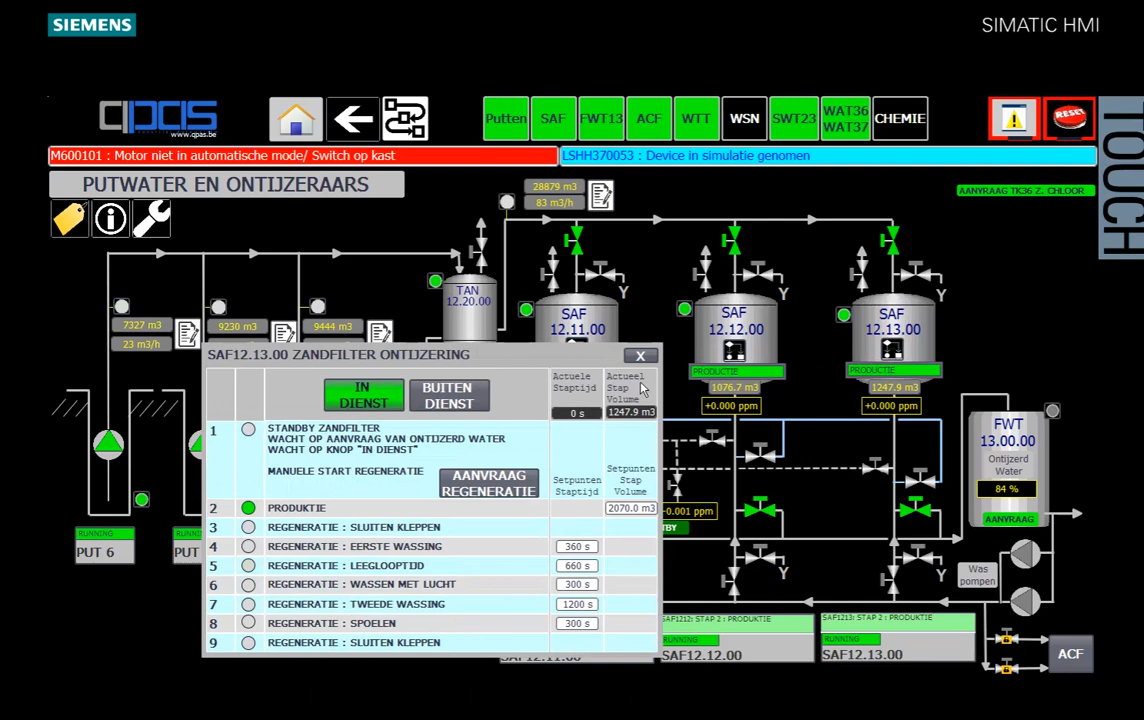 SIEMENS
SIMATIC HMI
qpas
www.qpas.be
Putten
SAF
FWT13
ACF
WTT
WSN
SWT23
WAT36
WAT37
CHEMIE
RESET
TOUCH
M600101 : Motor niet in automatische mode/ Switch op kast
LSHH370053 : Device in simulatie genomen
PUTWATER EN ONTIJZERAARS
28879 m3
83 m3/h
AANVRAAG TK36 Z. CHLOOR
TAN
12.20.00
SAF
12.11.00
SAF
12.12.00
SAF
12.13.00
Y
Y
Y
7327 m3
23 m3/h
9230 m3
9444 m3
PRODUCTIE
1076.7 m3
+0.000 ppm
PRODUCTIE
1247.9 m3
+0.000 ppm
SAF12.13.00 ZANDFILTER ONTIJZERING
X
IN
DIENST
BUITEN
DIENST
Actuele
Staptijd
0 s
Actueel
Stap
Volume
1247.9 m3
1
STANDBY ZANDFILTER
WACHT OP AANVRAAG VAN ONTIJZERD WATER
WACHT OP KNOP "IN DIENST"
MANUELE START REGENERATIE
AANVRAAG
REGENERATIE
Setpunten
Staptijd
Setpunten
Stap
Volume
2 PRODUKTIE 2070.0 m3
3 REGENERATIE : SLUITEN KLEPPEN
4 REGENERATIE : EERSTE WASSING 360 s
5 REGENERATIE : LEEGLOOPTIJD 660 s
6 REGENERATIE : WASSEN MET LUCHT 300 s
7 REGENERATIE : TWEEDE WASSING 1200 s
8 REGENERATIE : SPOELEN 300 s
9 REGENERATIE : SLUITEN KLEPPEN
FWT
13.00.00
Ontijzerd
Water
84 %
AANVRAAG
-0.001 ppm
TBY
RUNNING
PUT 6
RUNNI
PUT
Y
Y
Was
pompen
SAF1212: STAP 2 : PRODUKTIE
RUNNING
SAF12.12.00
SAF1213: STAP 2 : PRODUKTIE
RUNNING
SAF12.13.00
SAF12.11.00
ACF